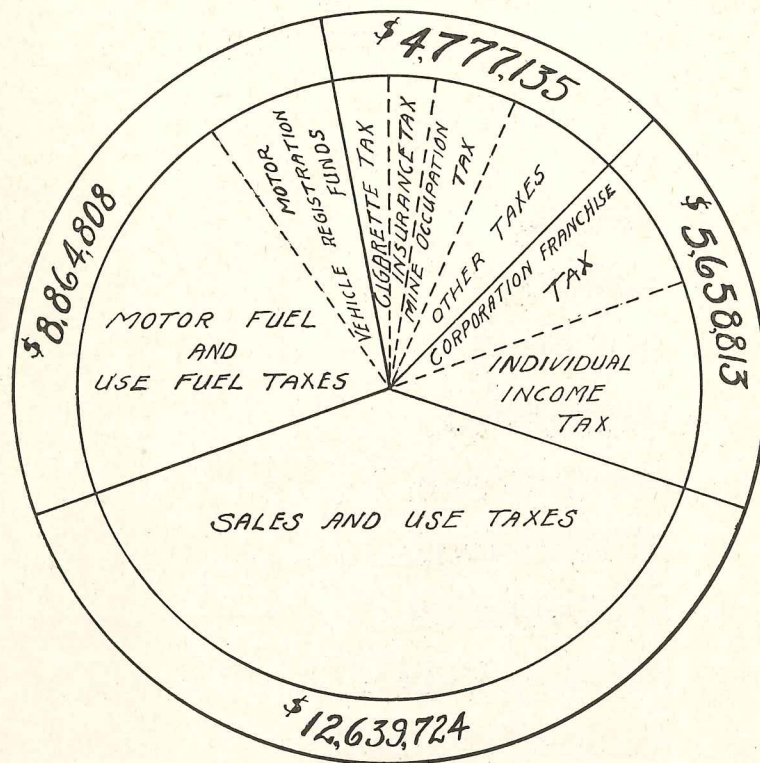 $4,777,135
$5,658,813
$12,639,724
$8,864,808
MOTOR
VEHICLE REGISTRATION
FUNDS
CIGARETTE TAX
INSURANCE TAX
MINE OCCUPATION
TAX
OTHER TAXES
CORPORATION FRANCHISE
TAX
INDIVIDUAL
INCOME
TAX
MOTOR FUEL
AND
USE FUEL TAXES
SALES AND USE TAXES